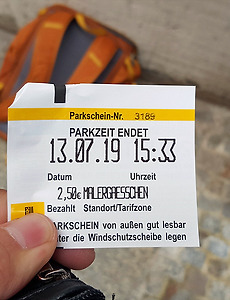 Parkschein-Nr. 3189
PARKZEIT ENDET
13.07.19 15:33
Datum Uhrzeit
2,50€ MALERGAESSCHEN
Bezahlt Standort/Tarifzone
PARKSCHEIN von außen gut lesbar
die Windschutzscheibe legen